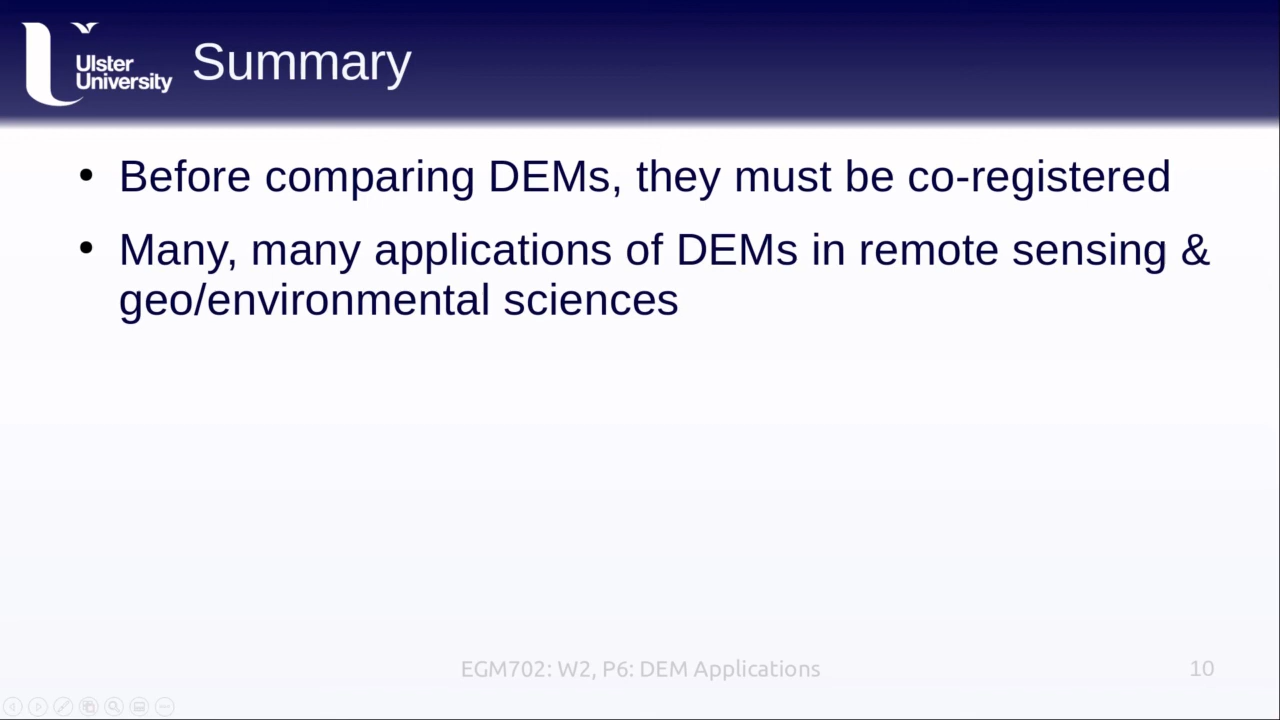 Ulster
University
Summary
• Before comparing DEMs, they must be co-registered
• Many, many applications of DEMs in remote sensing &
geo/environmental sciences
EGM702: W2, P6: DEM Applications
10